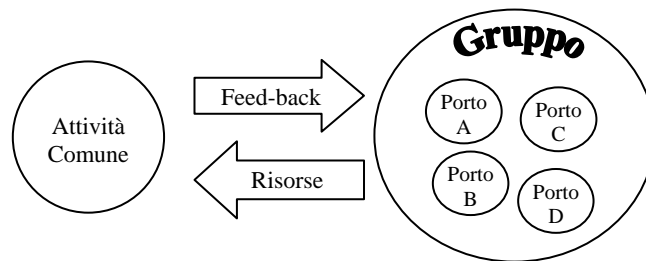 Gruppo
Attività
Comune
Feed-back
Risorse
Porto
A
Porto
C
Porto
B
Porto
D